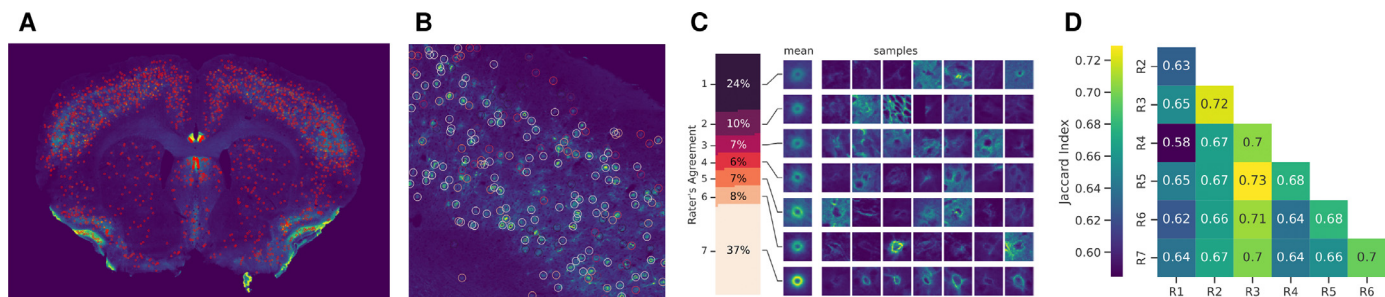 A
B
C
D
mean
samples
Rater's Agreement
1
24%
2
10%
3
7%
4
6%
5
7%
6
8%
7
37%
Jaccard Index
0.72
0.70
0.68
0.66
0.64
0.62
0.60
R2
0.63
R3
0.65 0.72
R4
0.58 0.67 0.7
R5
0.65 0.67 0.73 0.68
R6
0.62 0.66 0.71 0.64 0.68
R7
0.64 0.67 0.7 0.64 0.66 0.7
R1 R2 R3 R4 R5 R6